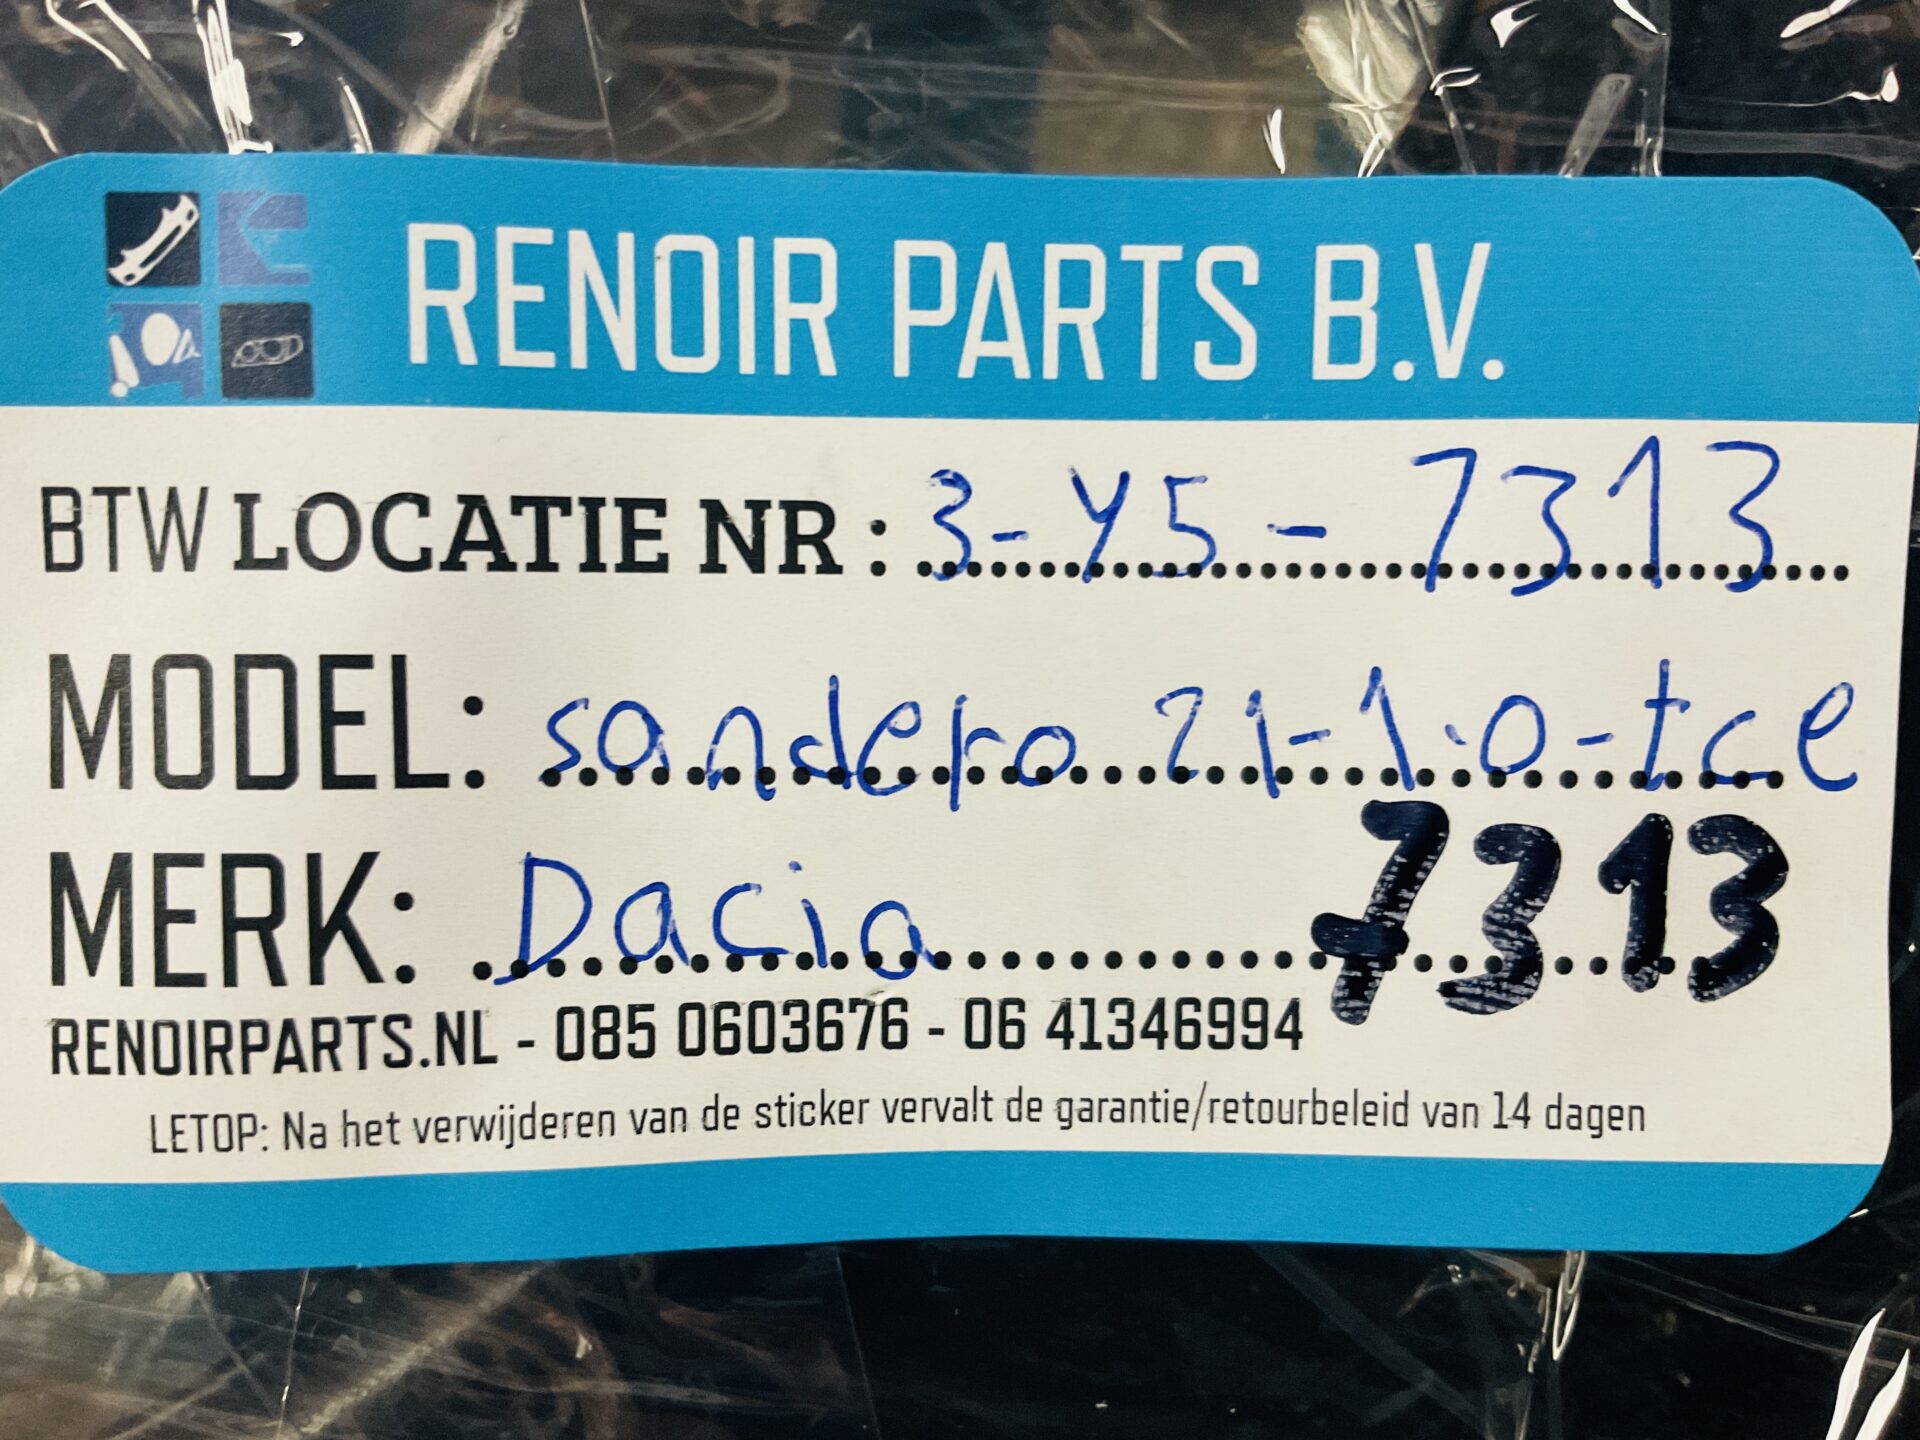 RENOIR PARTS B.V.
BTW LOCATIE NR: 3-Y5-7313
MODEL: sandero 21-1.0-tce
MERK: Dacia 7313
RENOIRPARTS.NL - 085 0603676 - 06 41346994
LETOP: Na het verwijderen van de sticker vervalt de garantie/retourbeleid van 14 dagen